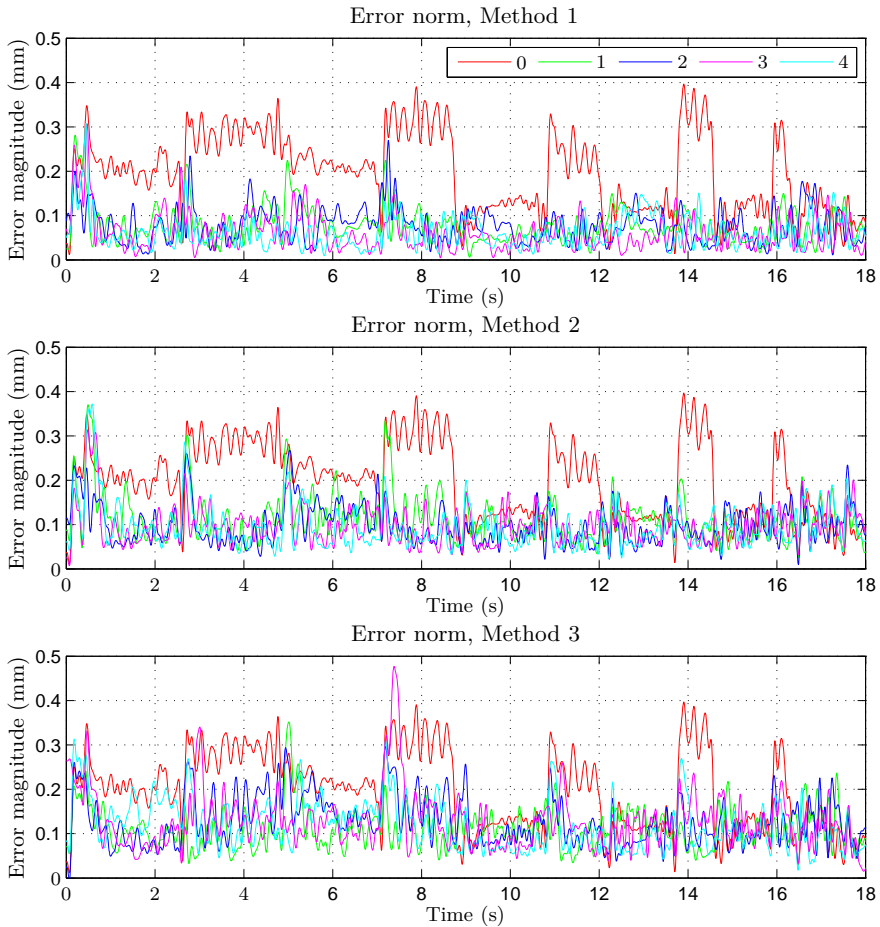 Error norm, Method 1
Error magnitude (mm)
0.5
0.4
0.3
0.2
0.1
0
0 1 2 3 4
0 2 4 6 8 10 12 14 16 18
Time (s)
Error norm, Method 2
Error magnitude (mm)
0.5
0.4
0.3
0.2
0.1
0
0 2 4 6 8 10 12 14 16 18
Time (s)
Error norm, Method 3
Error magnitude (mm)
0.5
0.4
0.3
0.2
0.1
0
0 2 4 6 8 10 12 14 16 18
Time (s)